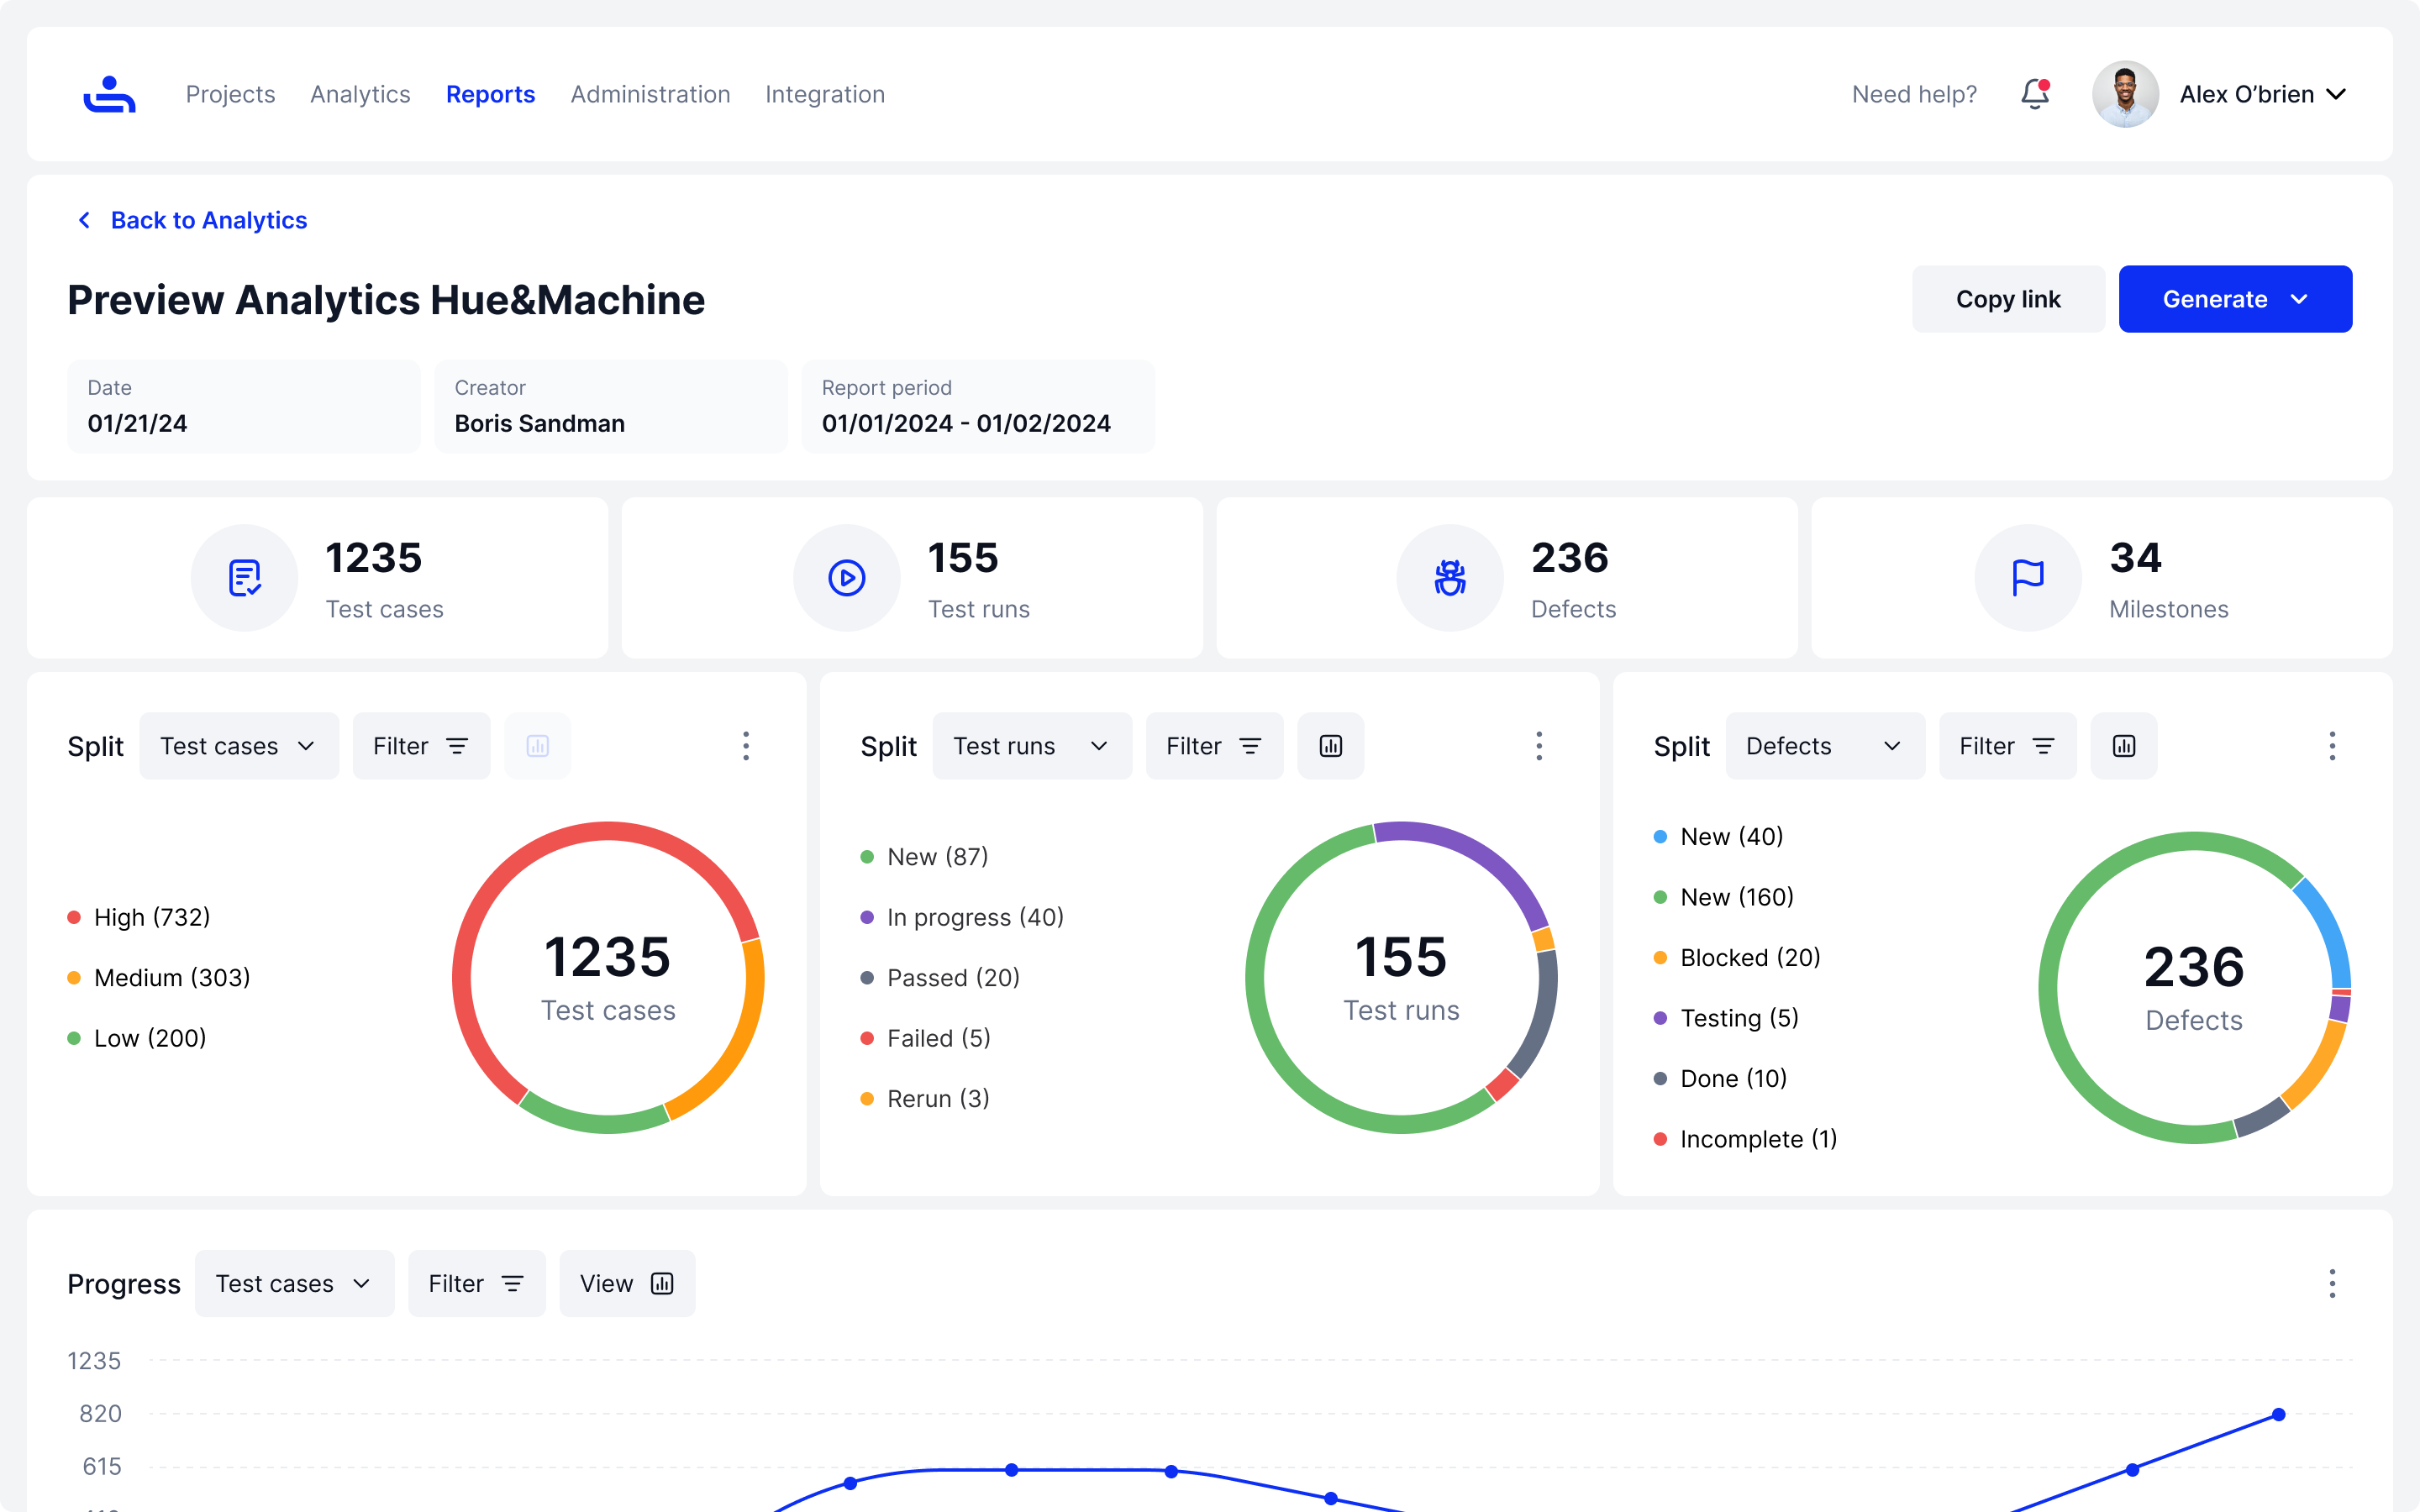 Projects Analytics Reports Administration Integration Need help? Alex O’brien
Back to Analytics
Preview Analytics Hue&Machine
Copy link
Generate
Date
01/21/24
Creator
Boris Sandman
Report period
01/01/2024 - 01/02/2024
1235
Test cases
155
Test runs
236
Defects
34
Milestones
Split Test cases Filter
High (732)
Medium (303)
Low (200)
1235
Test cases
Split Test runs Filter
New (87)
In progress (40)
Passed (20)
Failed (5)
Rerun (3)
155
Test runs
Split Defects Filter
New (40)
New (160)
Blocked (20)
Testing (5)
Done (10)
Incomplete (1)
236
Defects
Progress Test cases Filter View
1235
820
615